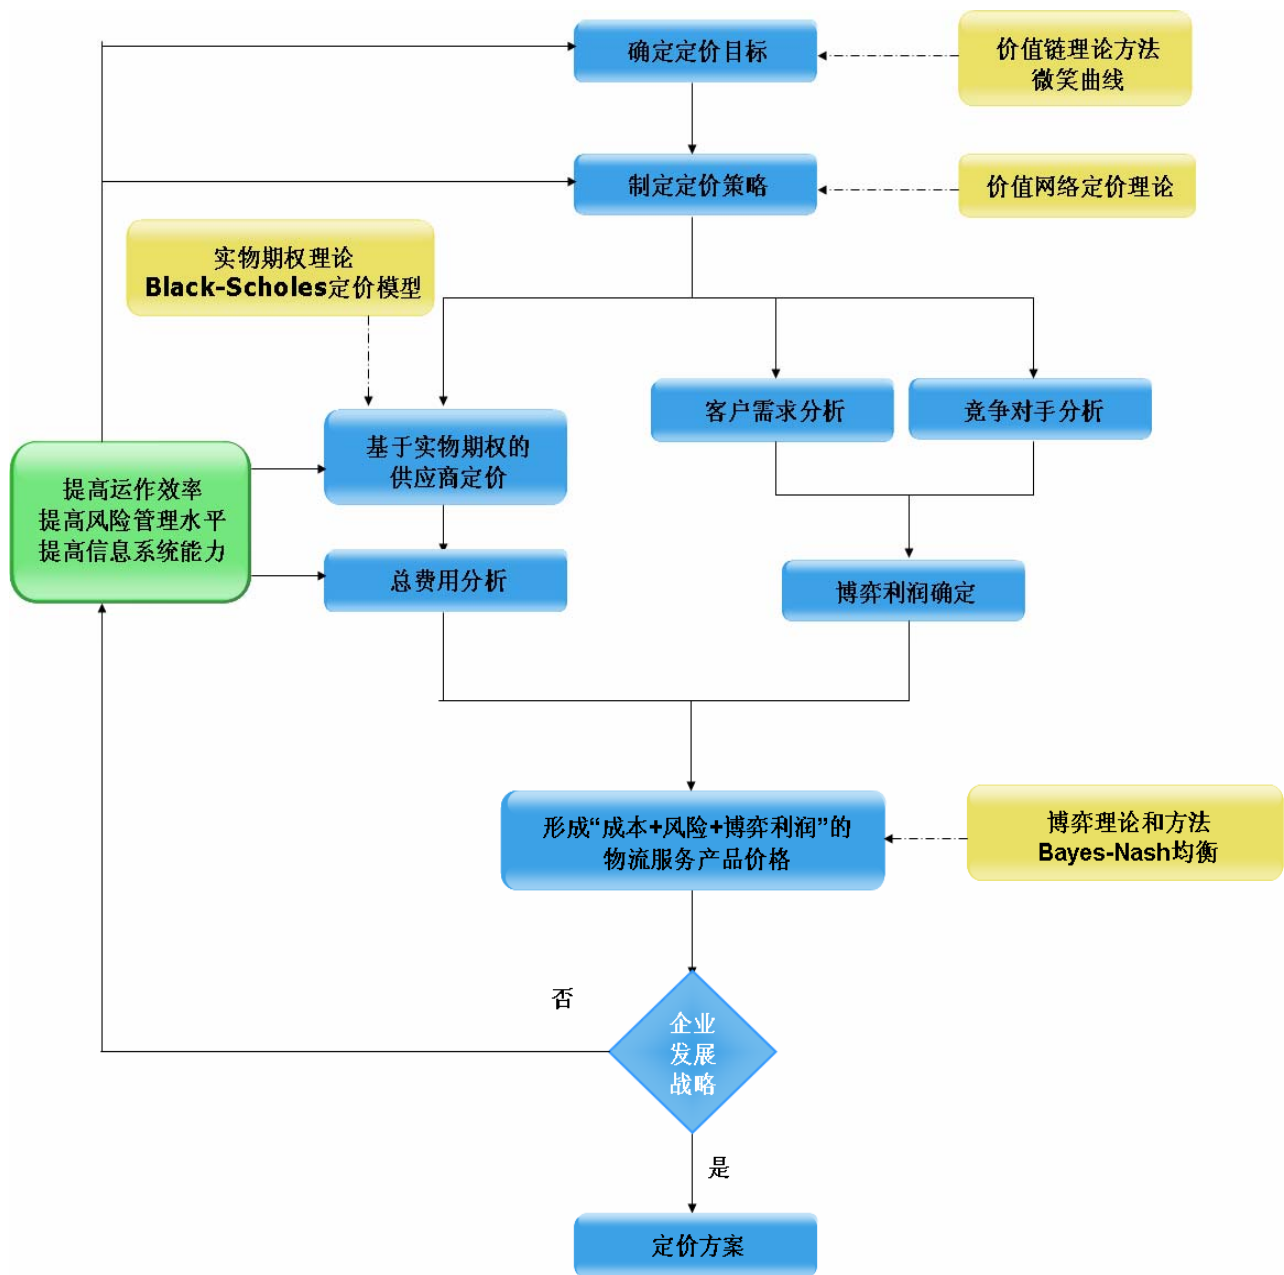 确定定价目标
价值链理论方法
微笑曲线
制定定价策略
价值网络定价理论
实物期权理论
Black-Scholes定价模型
客户需求分析
竞争对手分析
基于实物期权的
供应商定价
提高运作效率
提高风险管理水平
提高信息系统能力
总费用分析
博弈利润确定
形成“成本+风险+博弈利润”的
物流服务产品价格
博弈理论和方法
Bayes-Nash均衡
否
企业
发展
战略
是
定价方案